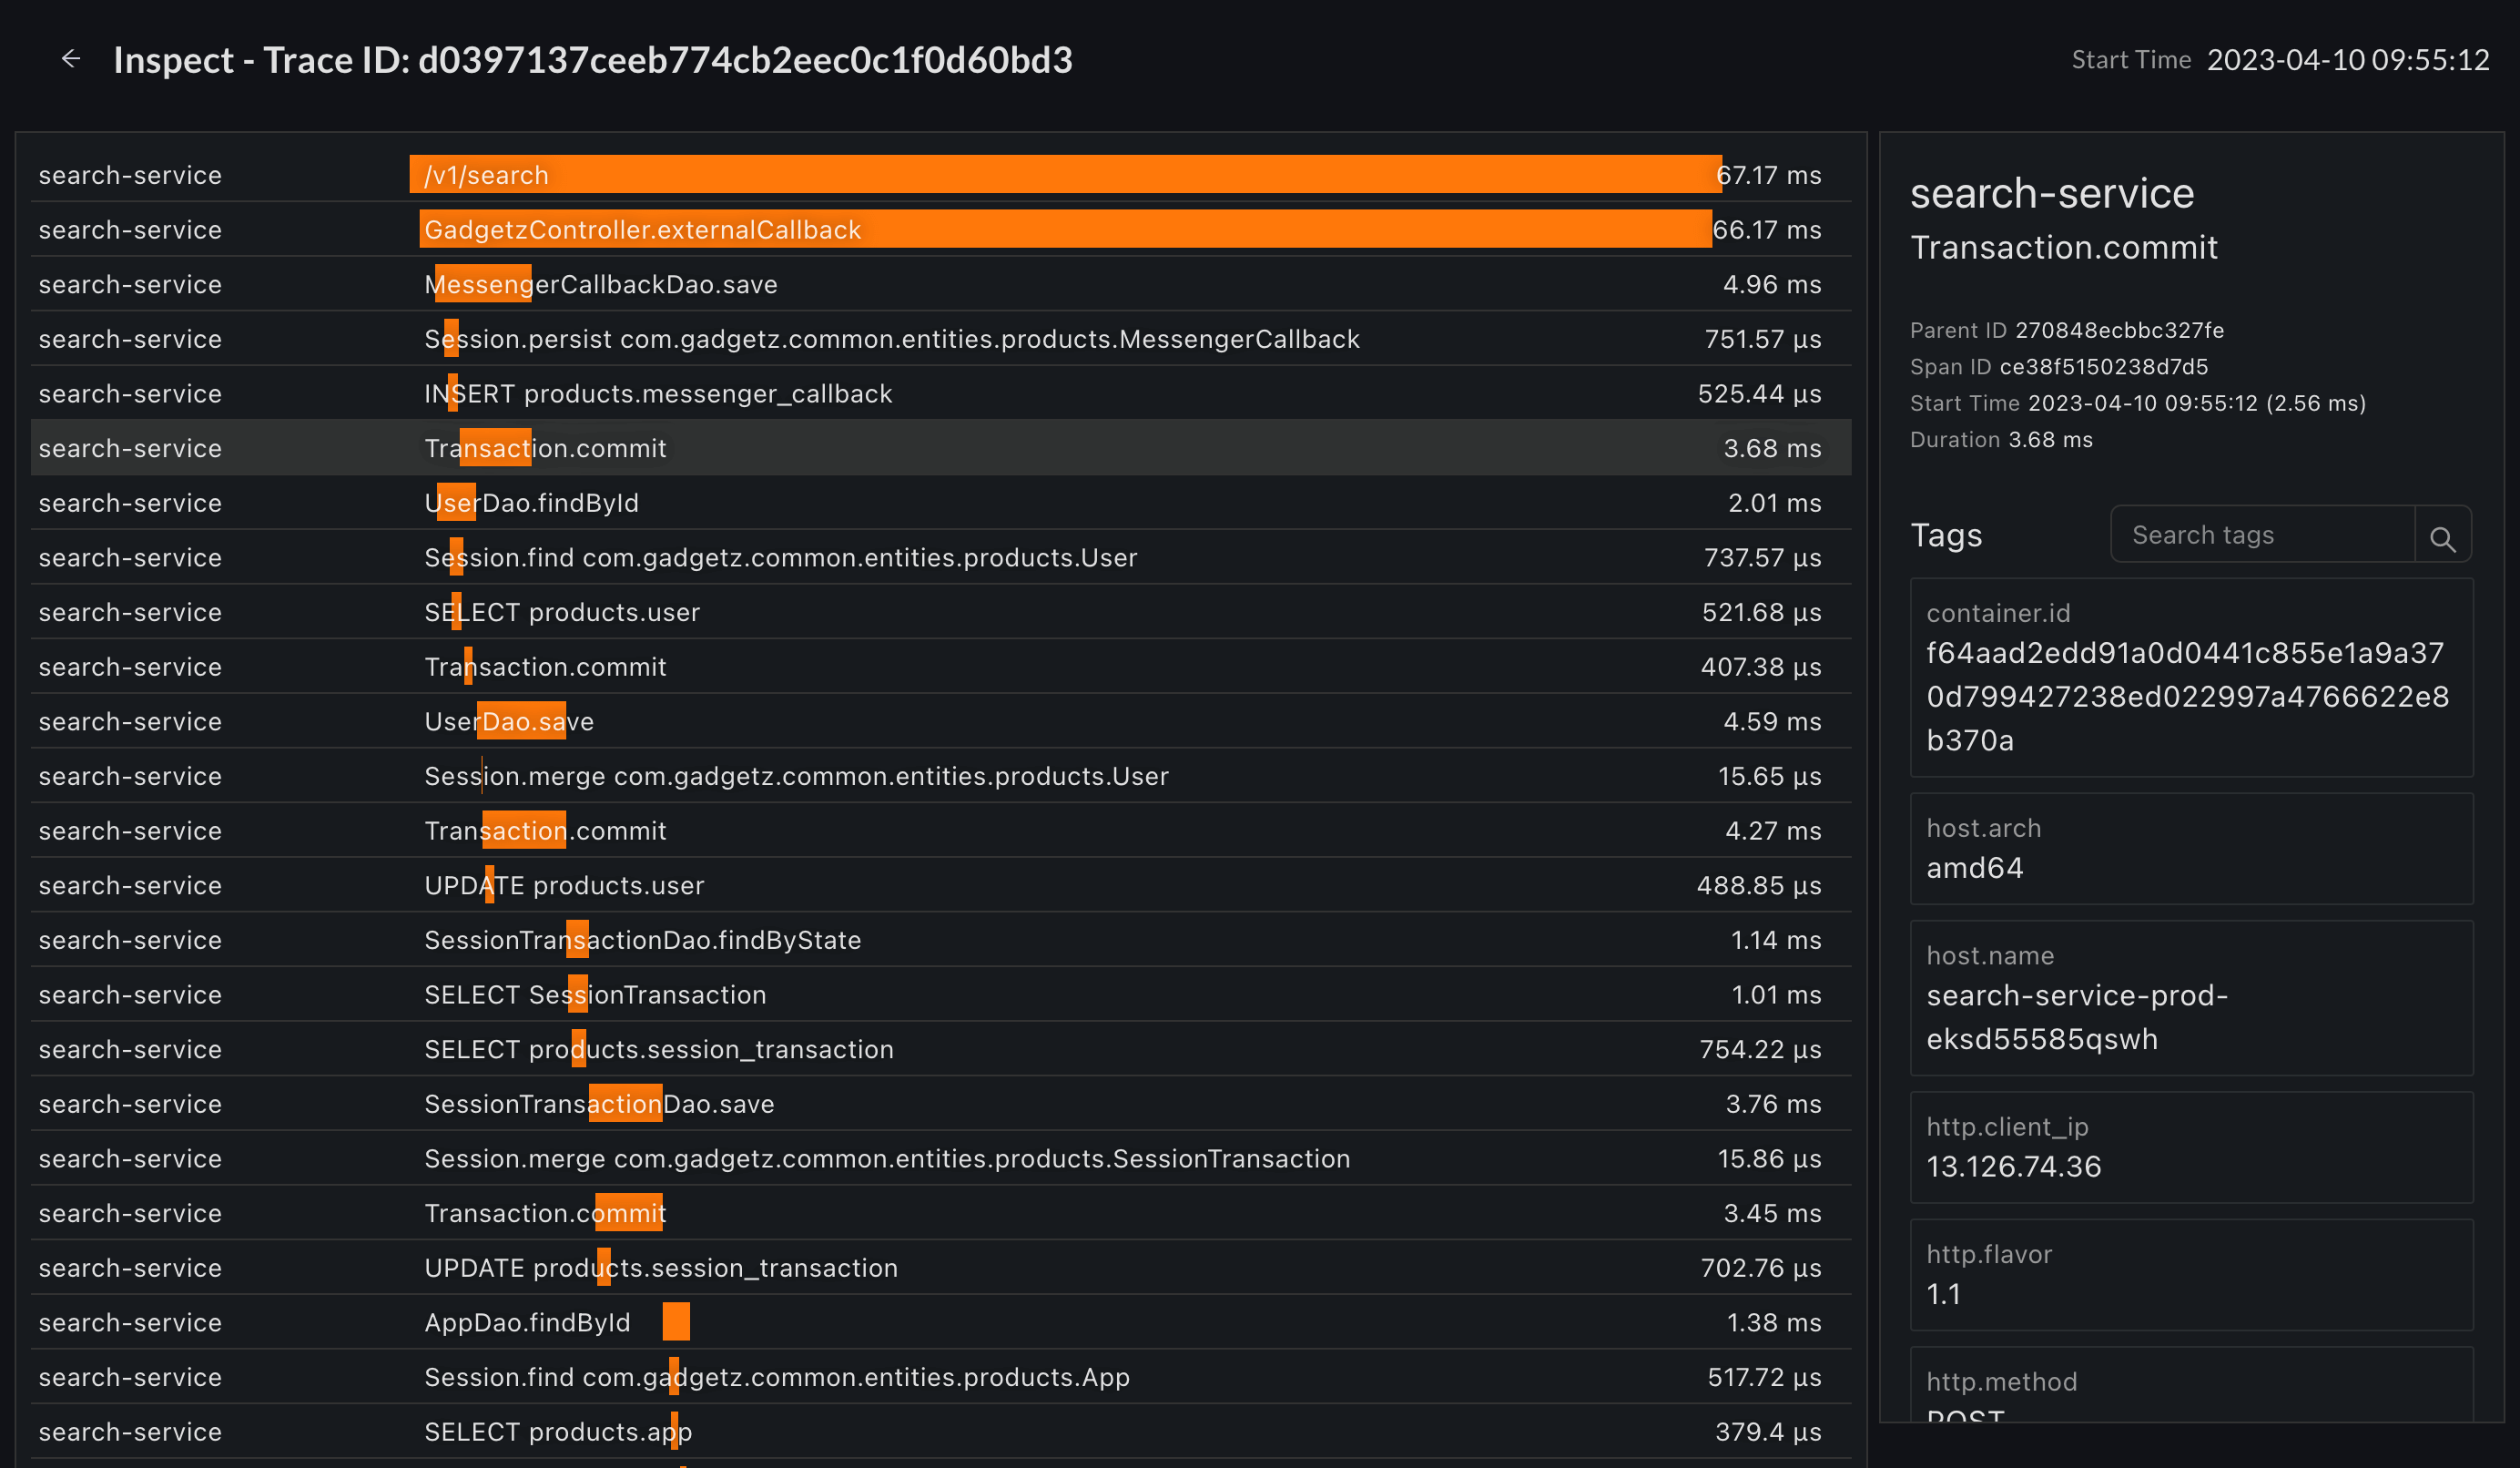 Inspect - Trace ID: d0397137ceeb774cb2eec0c1f0d60bd3
Start Time 2023-04-10 09:55:12
search-service /v1/search 67.17 ms
search-service GadgetzController.externalCallback 66.17 ms
search-service MessengerCallbackDao.save 4.96 ms
search-service Session.persist com.gadgetz.common.entities.products.MessengerCallback 751.57 µs
search-service INSERT products.messenger_callback 525.44 µs
search-service Transaction.commit 3.68 ms
search-service UserDao.findById 2.01 ms
search-service Session.find com.gadgetz.common.entities.products.User 737.57 µs
search-service SELECT products.user 521.68 µs
search-service Transaction.commit 407.38 µs
search-service UserDao.save 4.59 ms
search-service Session.merge com.gadgetz.common.entities.products.User 15.65 µs
search-service Transaction.commit 4.27 ms
search-service UPDATE products.user 488.85 µs
search-service SessionTransactionDao.findByState 1.14 ms
search-service SELECT SessionTransaction 1.01 ms
search-service SELECT products.session_transaction 754.22 µs
search-service SessionTransactionDao.save 3.76 ms
search-service Session.merge com.gadgetz.common.entities.products.SessionTransaction 15.86 µs
search-service Transaction.commit 3.45 ms
search-service UPDATE products.session_transaction 702.76 µs
search-service AppDao.findById 1.38 ms
search-service Session.find com.gadgetz.common.entities.products.App 517.72 µs
search-service SELECT products.app 379.4 µs
search-service
Transaction.commit
Parent ID 270848ecbbc327fe
Span ID ce38f5150238d7d5
Start Time 2023-04-10 09:55:12 (2.56 ms)
Duration 3.68 ms
Tags
Search tags
container.id
f64aad2edd91a0d0441c855e1a9a37
0d799427238ed022997a4766622e8
b370a
host.arch
amd64
host.name
search-service-prod-
eksd55585qswh
http.client_ip
13.126.74.36
http.flavor
1.1
http.method
POST